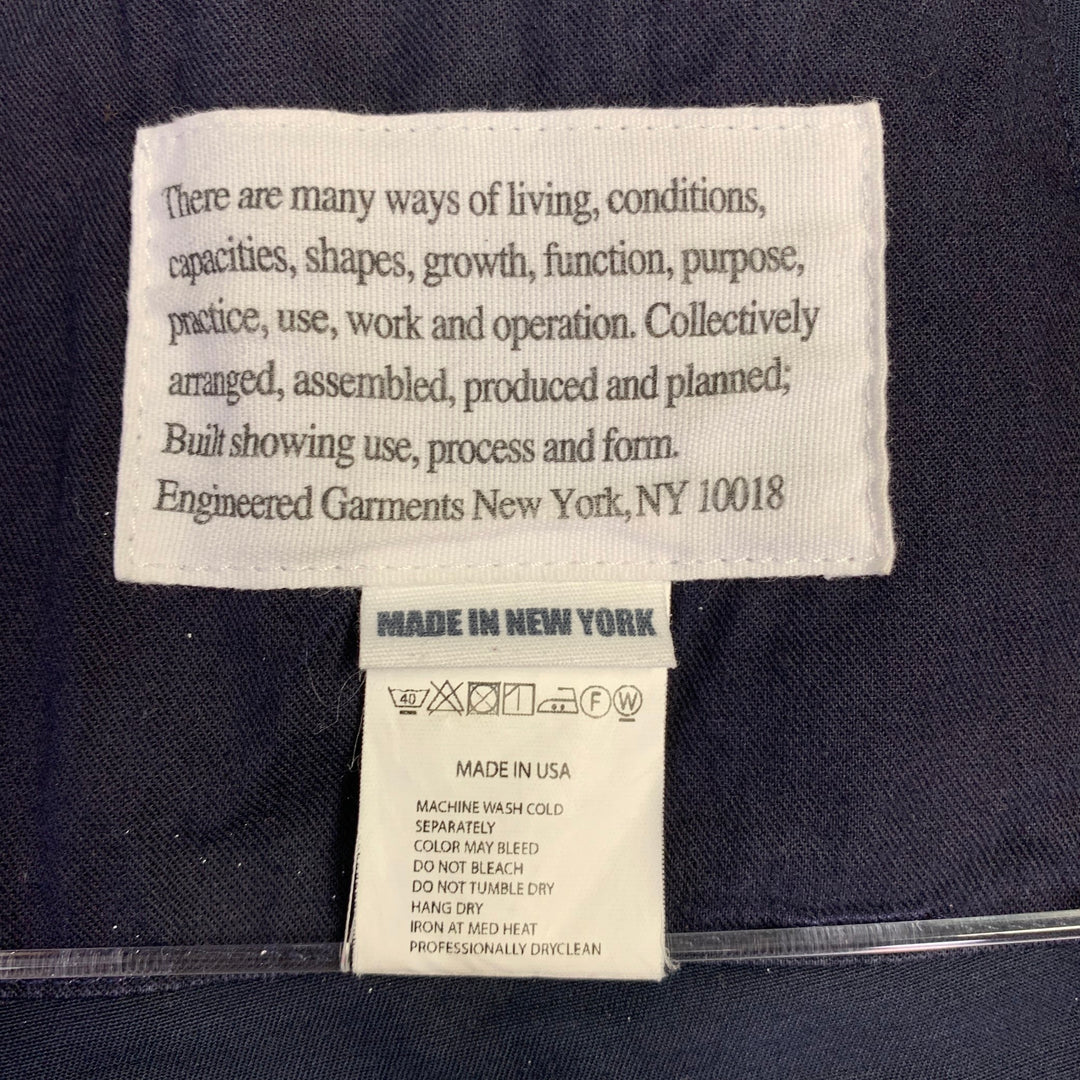 There are many ways of living, conditions,
capacities, shapes, growth, function, purpose,
practice, use, work and operation. Collectively
arranged, assembled, produced and planned;
Built showing use, process and form.
Engineered Garments New York, NY 10018
MADE IN NEW YORK
40 F W
MADE IN USA
MACHINE WASH COLD
SEPARATELY
COLOR MAY BLEED
DO NOT BLEACH
DO NOT TUMBLE DRY
HANG DRY
IRON AT MED HEAT
PROFESSIONALLY DRYCLEAN